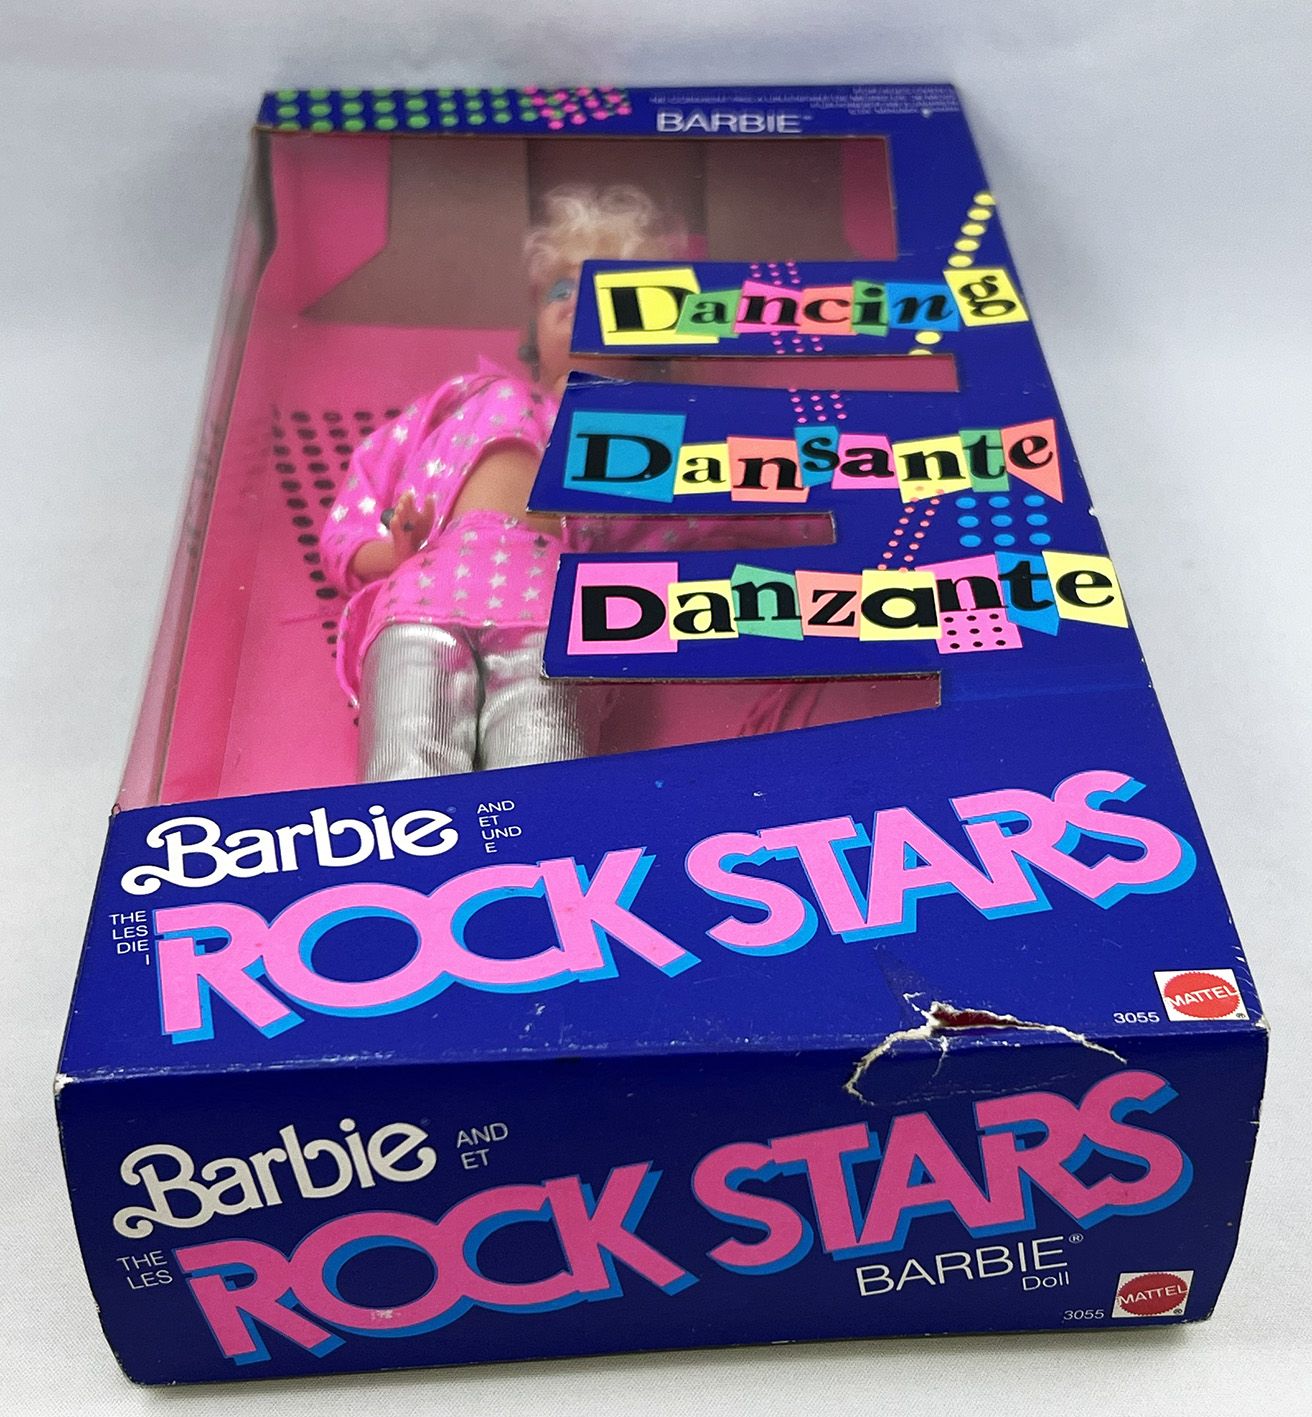 BARBIE
Dancing
Dansante
Danzante
Barbie® AND
ET
UND
E
THE
LES
DIE
I
ROCK STARS
3055 MATTEL®
Barbie® AND
ET
THE
LES
ROCK STARS
BARBIE®
Doll
3055 MATTEL®